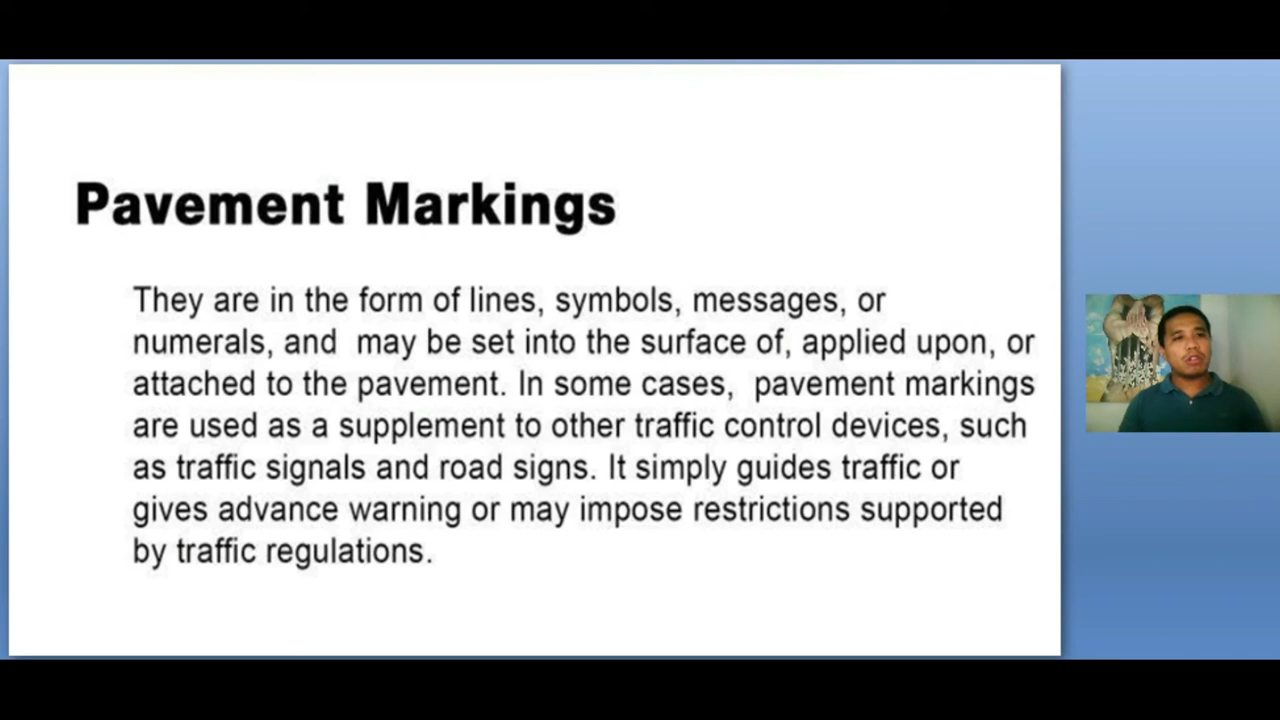 Pavement Markings
They are in the form of lines, symbols, messages, or
numerals, and  may be set into the surface of, applied upon, or
attached to the pavement. In some cases,  pavement markings
are used as a supplement to other traffic control devices, such
as traffic signals and road signs. It simply guides traffic or
gives advance warning or may impose restrictions supported
by traffic regulations.